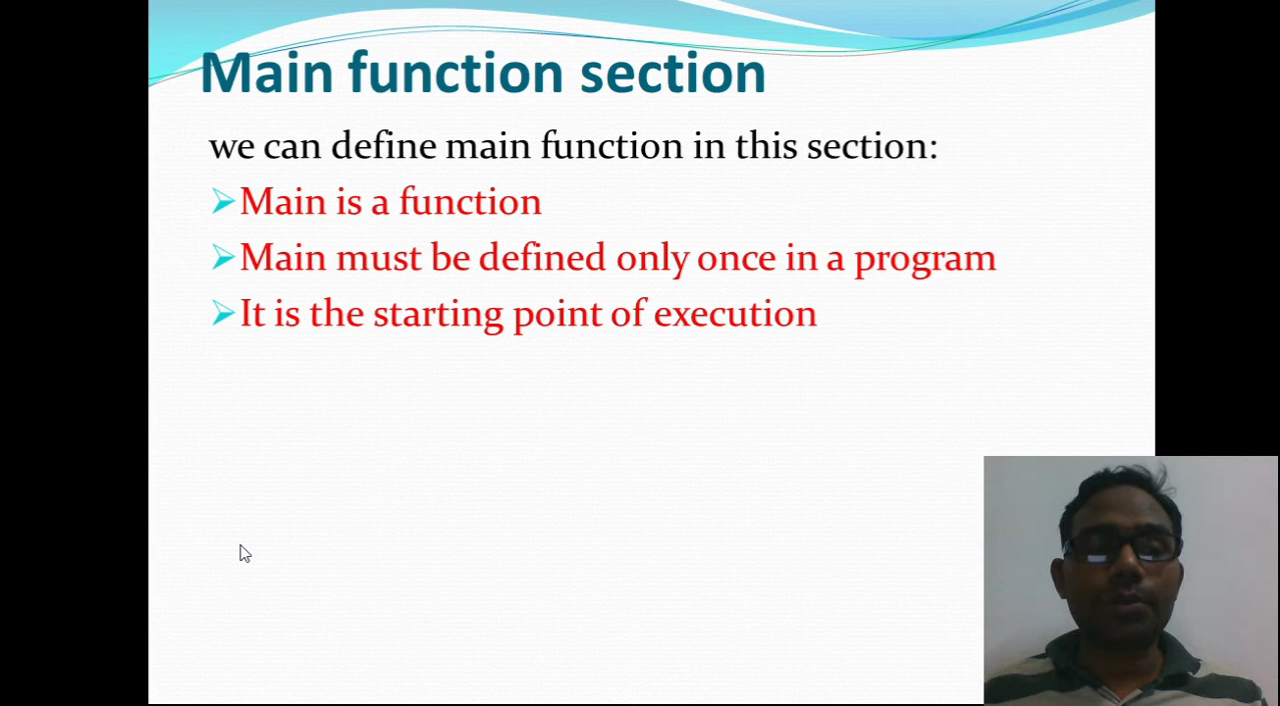 Main function section
we can define main function in this section:
Main is a function
Main must be defined only once in a program
It is the starting point of execution